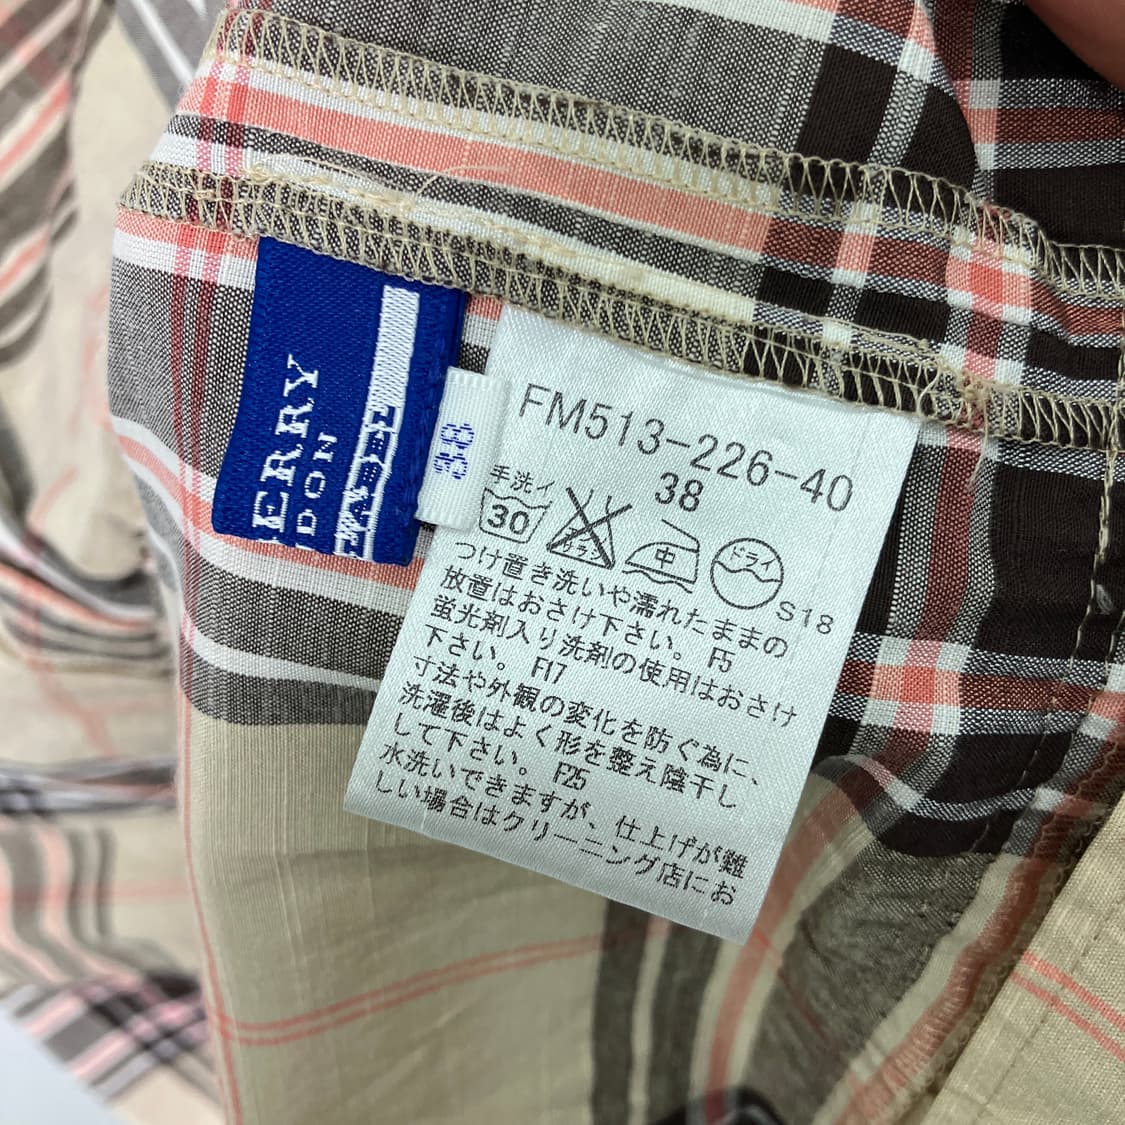 ERRY
DON
38
FM513-226-40
38
手洗イ
30
中
ドライ
S18
つけ置き洗いや濡れたままの
放置はおさけ下さい。 F5
蛍光剤入り洗剤の使用はおさけ
下さい。 F17
寸法や外観の変化を防ぐ為に、
洗濯後はよく形を整え陰干し
して下さい。 F25
水洗いできますが、仕上げが難
しい場合はクリーニング店にお